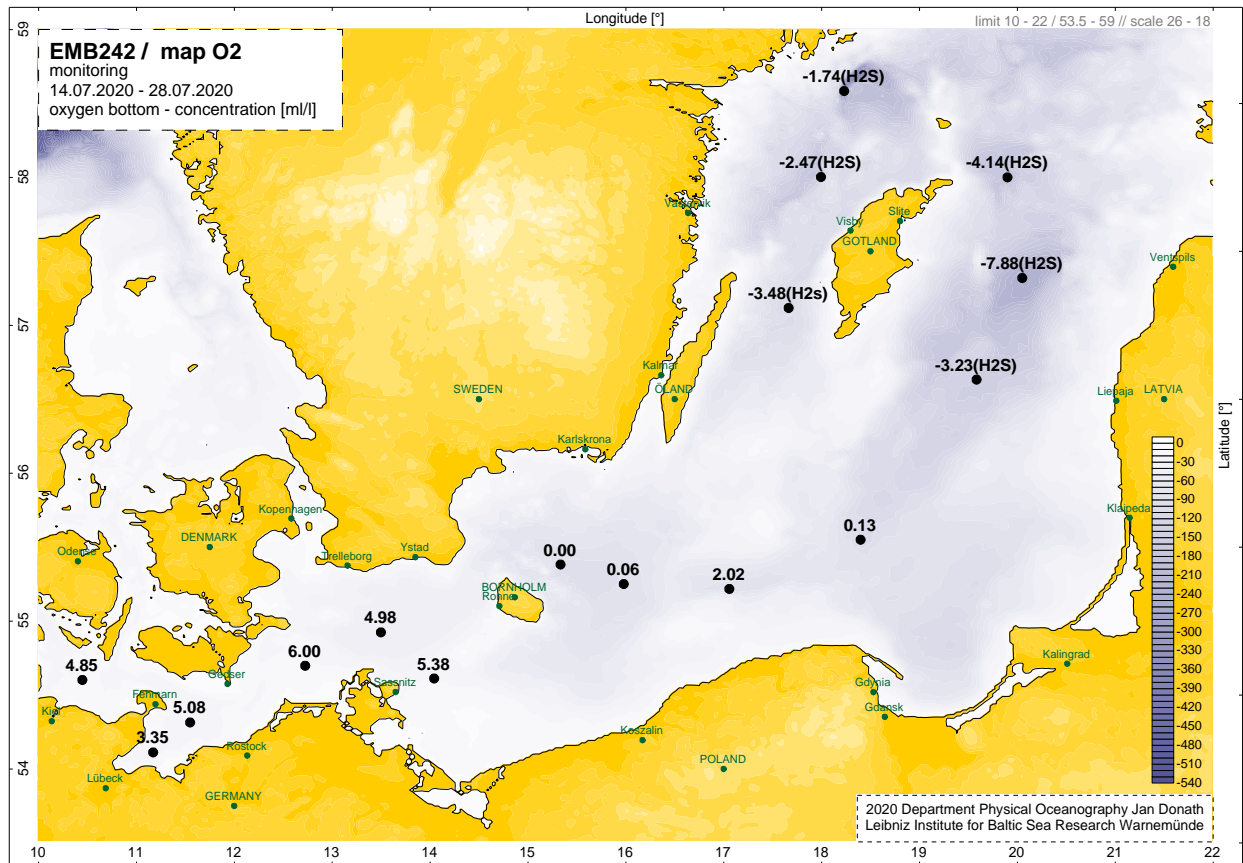 Longitude [°]
limit 10 - 22 / 53.5 - 59 // scale 26 - 18
EMB242 / map O2
monitoring
14.07.2020 - 28.07.2020
oxygen bottom - concentration [ml/l]
59
58
57
56
55
54
-1.74(H2S)
-2.47(H2S)
-4.14(H2S)
Västervik
Visby
Slite
GOTLAND
-7.88(H2S)
Ventspils
-3.48(H2s)
-3.23(H2S)
Kalmar
ÖLAND
SWEDEN
Liepaja
LATVIA
Latitude [°]
Karlskrona
0
-30
-60
-90
-120
-150
-180
-210
-240
-270
-300
-330
-360
-390
-420
-450
-480
-510
-540
Kopenhagen
Klaipeda
DENMARK
Odense
Trelleborg
Ystad
0.13
0.00
0.06
2.02
BORNHOLM
Ronne
4.98
6.00
5.38
4.85
Gedser
Sassnitz
Kalingrad
Fehmarn
5.08
Kiel
Gdynia
Gdansk
3.35
Rostock
Koszalin
Lübeck
POLAND
GERMANY
2020 Department Physical Oceanography Jan Donath
Leibniz Institute for Baltic Sea Research Warnemünde
10 11 12 13 14 15 16 17 18 19 20 21 22